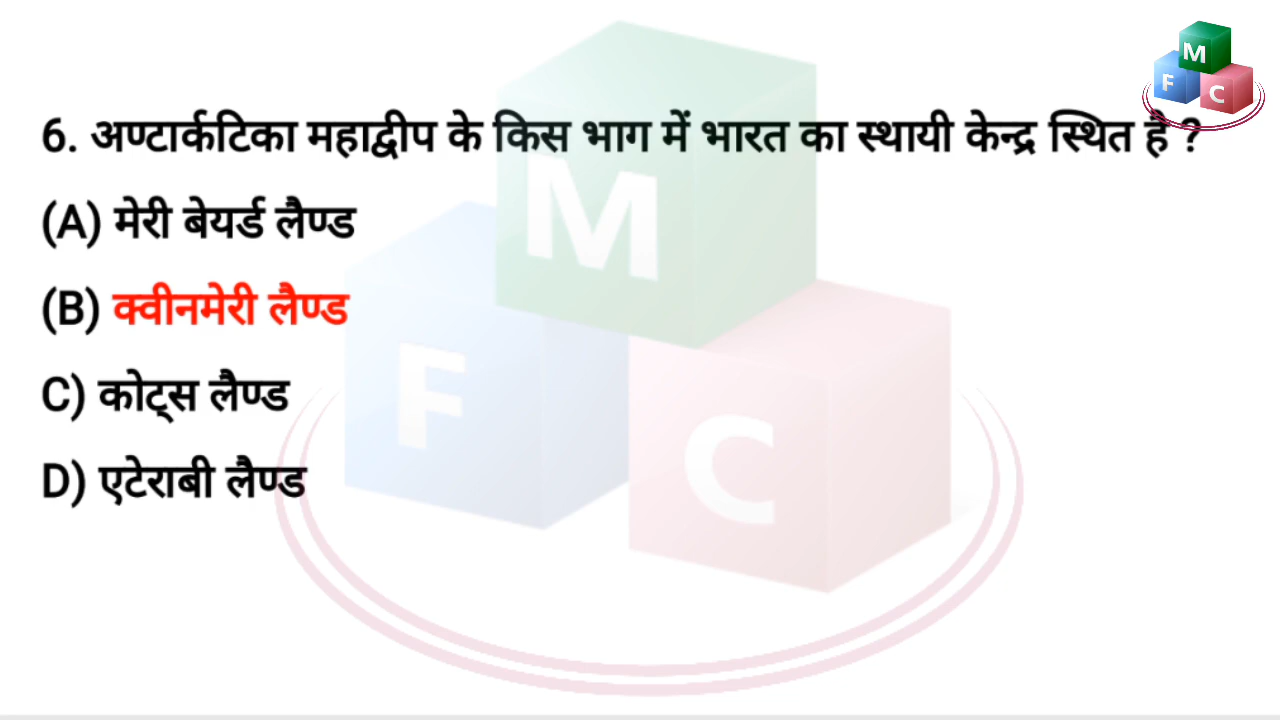 M
F C
6. अण्टार्कटिका महाद्वीप के किस भाग में भारत का स्थायी केन्द्र स्थित है ?
(A) मेरी बेयर्ड लैण्ड
(B) क्वीनमेरी लैण्ड
C) कोट्स लैण्ड
D) एटेराबी लैण्ड
M
F
C